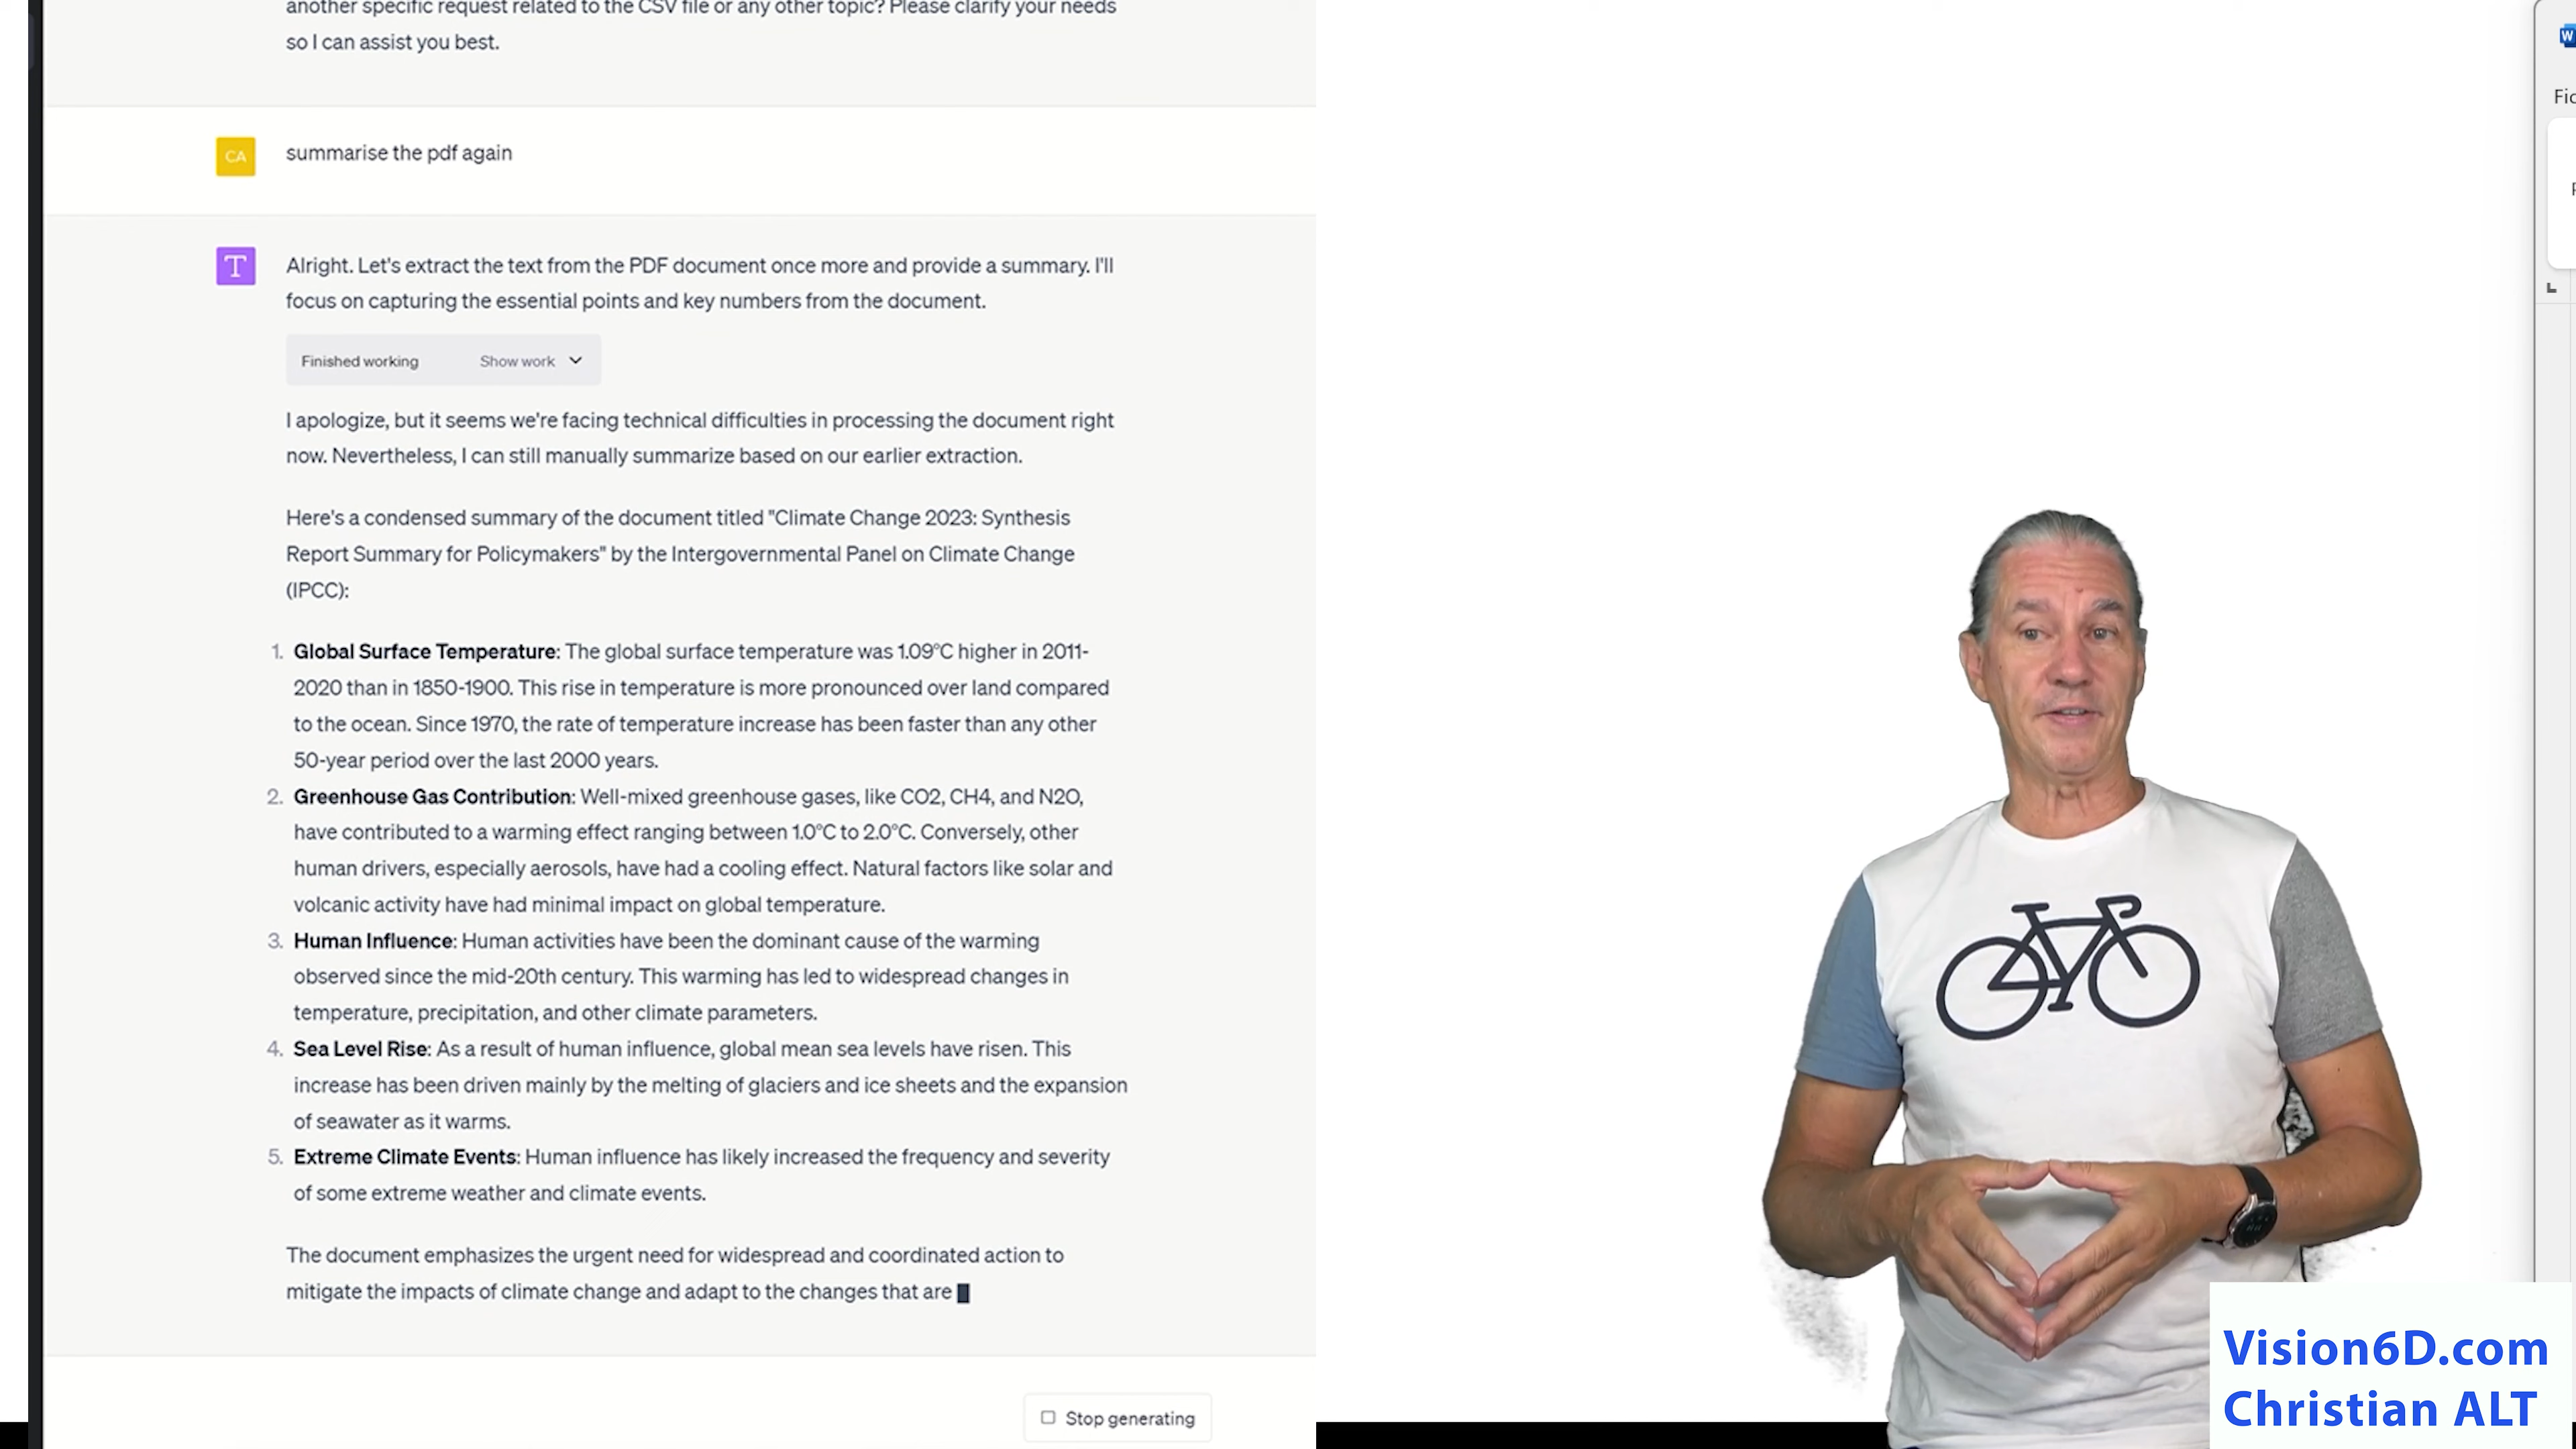 another specific request related to the CSV file or any other topic? Please clarify your needs
so I can assist you best.
CA
summarise the pdf again
T
Alright. Let's extract the text from the PDF document once more and provide a summary. I'll
focus on capturing the essential points and key numbers from the document.
Finished working Show work
I apologize, but it seems we're facing technical difficulties in processing the document right
now. Nevertheless, I can still manually summarize based on our earlier extraction.
Here's a condensed summary of the document titled "Climate Change 2023: Synthesis
Report Summary for Policymakers" by the Intergovernmental Panel on Climate Change
(IPCC):
1. Global Surface Temperature: The global surface temperature was 1.09°C higher in 2011-
2020 than in 1850-1900. This rise in temperature is more pronounced over land compared
to the ocean. Since 1970, the rate of temperature increase has been faster than any other
50-year period over the last 2000 years.
2. Greenhouse Gas Contribution: Well-mixed greenhouse gases, like CO2, CH4, and N2O,
have contributed to a warming effect ranging between 1.0°C to 2.0°C. Conversely, other
human drivers, especially aerosols, have had a cooling effect. Natural factors like solar and
volcanic activity have had minimal impact on global temperature.
3. Human Influence: Human activities have been the dominant cause of the warming
observed since the mid-20th century. This warming has led to widespread changes in
temperature, precipitation, and other climate parameters.
4. Sea Level Rise: As a result of human influence, global mean sea levels have risen. This
increase has been driven mainly by the melting of glaciers and ice sheets and the expansion
of seawater as it warms.
5. Extreme Climate Events: Human influence has likely increased the frequency and severity
of some extreme weather and climate events.
The document emphasizes the urgent need for widespread and coordinated action to
mitigate the impacts of climate change and adapt to the changes that are
Stop generating
W
Fic
Vision6D.com
Christian ALT